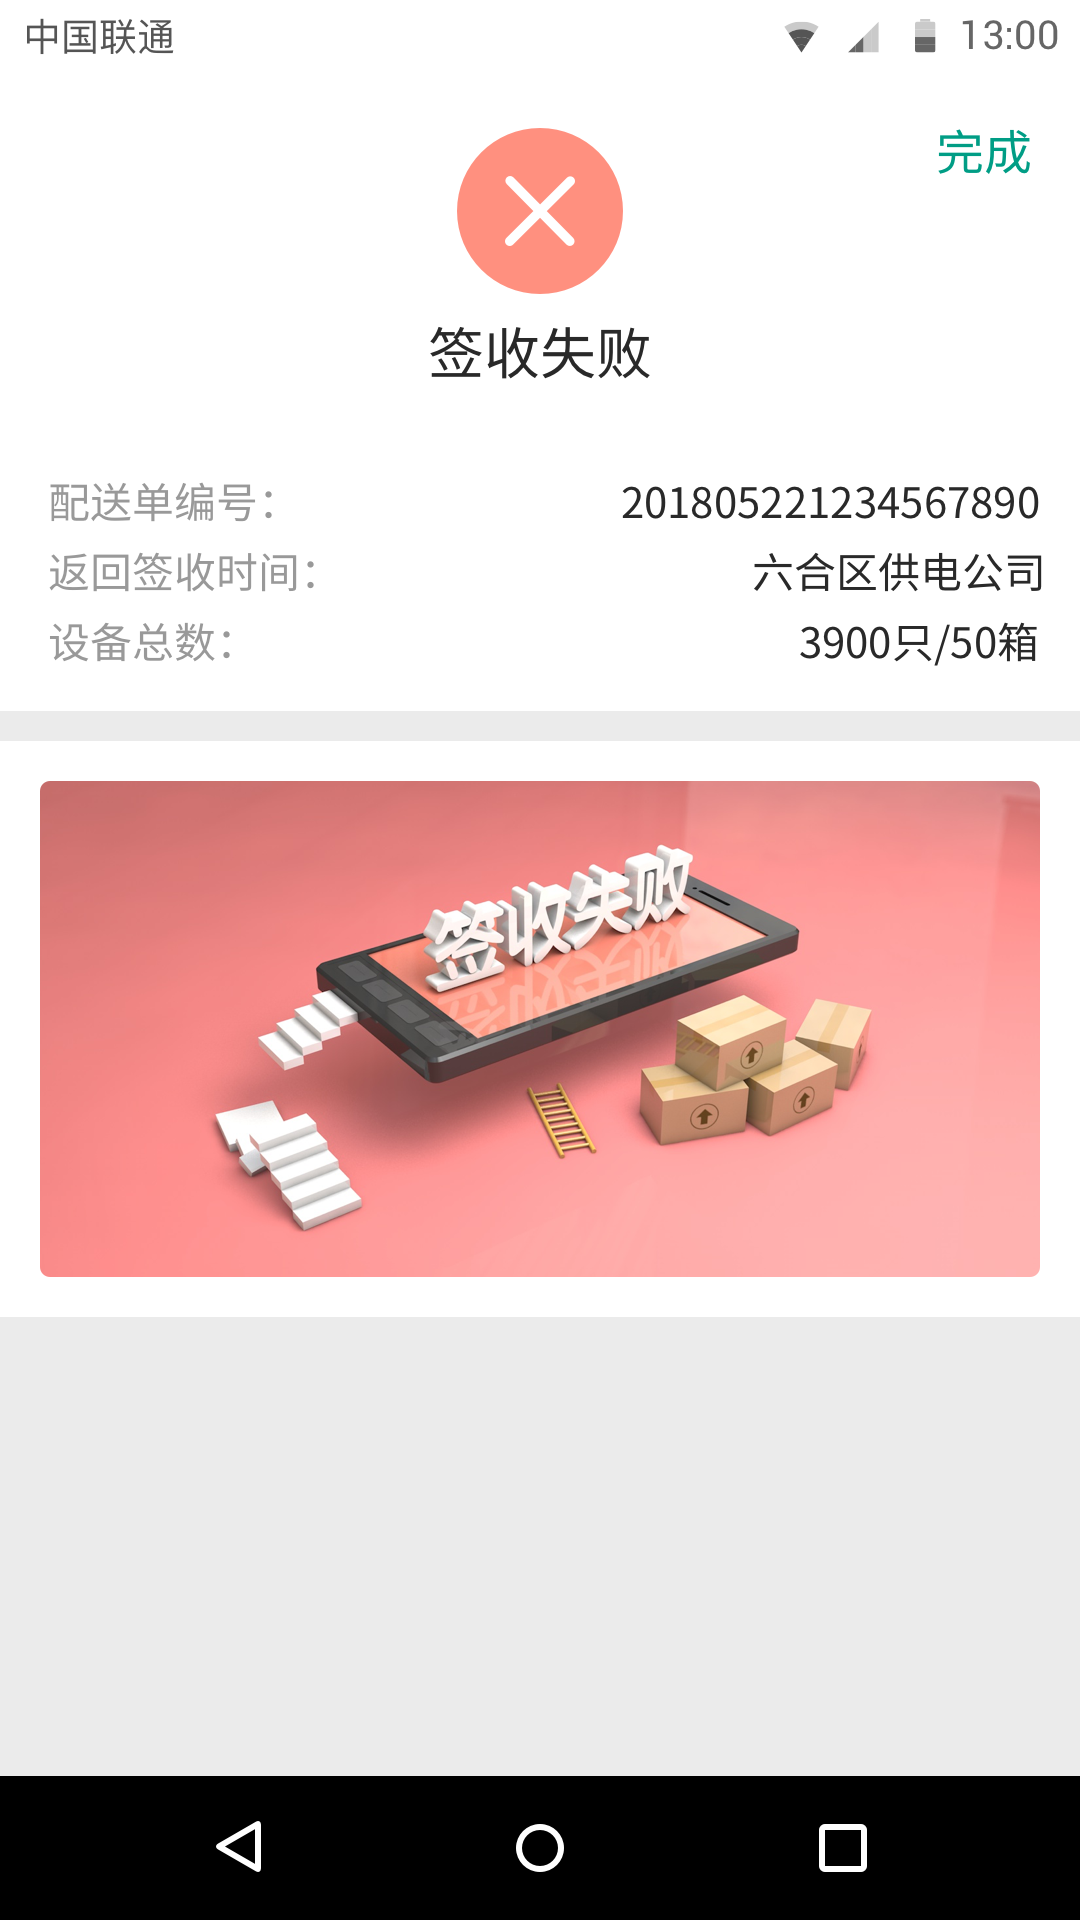 中国联通 13:00
完成
签收失败
配送单编号： 201805221234567890
返回签收时间： 六合区供电公司
设备总数： 3900只/50箱
签收失败